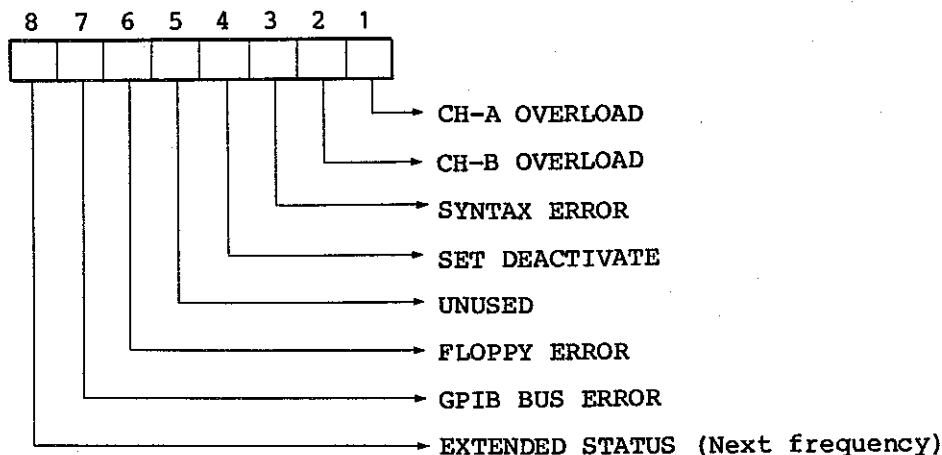 8 7 6 5 4 3 2 1
CH-A OVERLOAD
CH-B OVERLOAD
SYNTAX ERROR
SET DEACTIVATE
UNUSED
FLOPPY ERROR
GPIB BUS ERROR
EXTENDED STATUS (Next frequency)